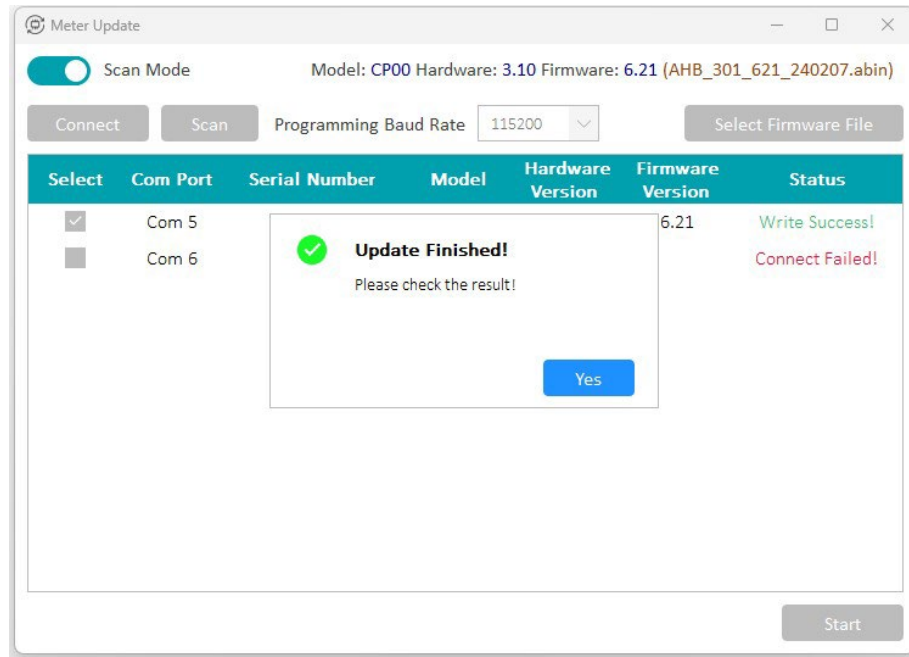 Meter Update
Scan Mode
Model: CP00 Hardware: 3.10 Firmware: 6.21 (AHB_301_621_240207.abin)
Connect Scan Programming Baud Rate 115200 Select Firmware File
Select Com Port Serial Number Model Hardware Version Firmware Version Status
Com 5 6.21 Write Success!
Com 6 Connect Failed!
Update Finished!
Please check the result!
Yes
Start